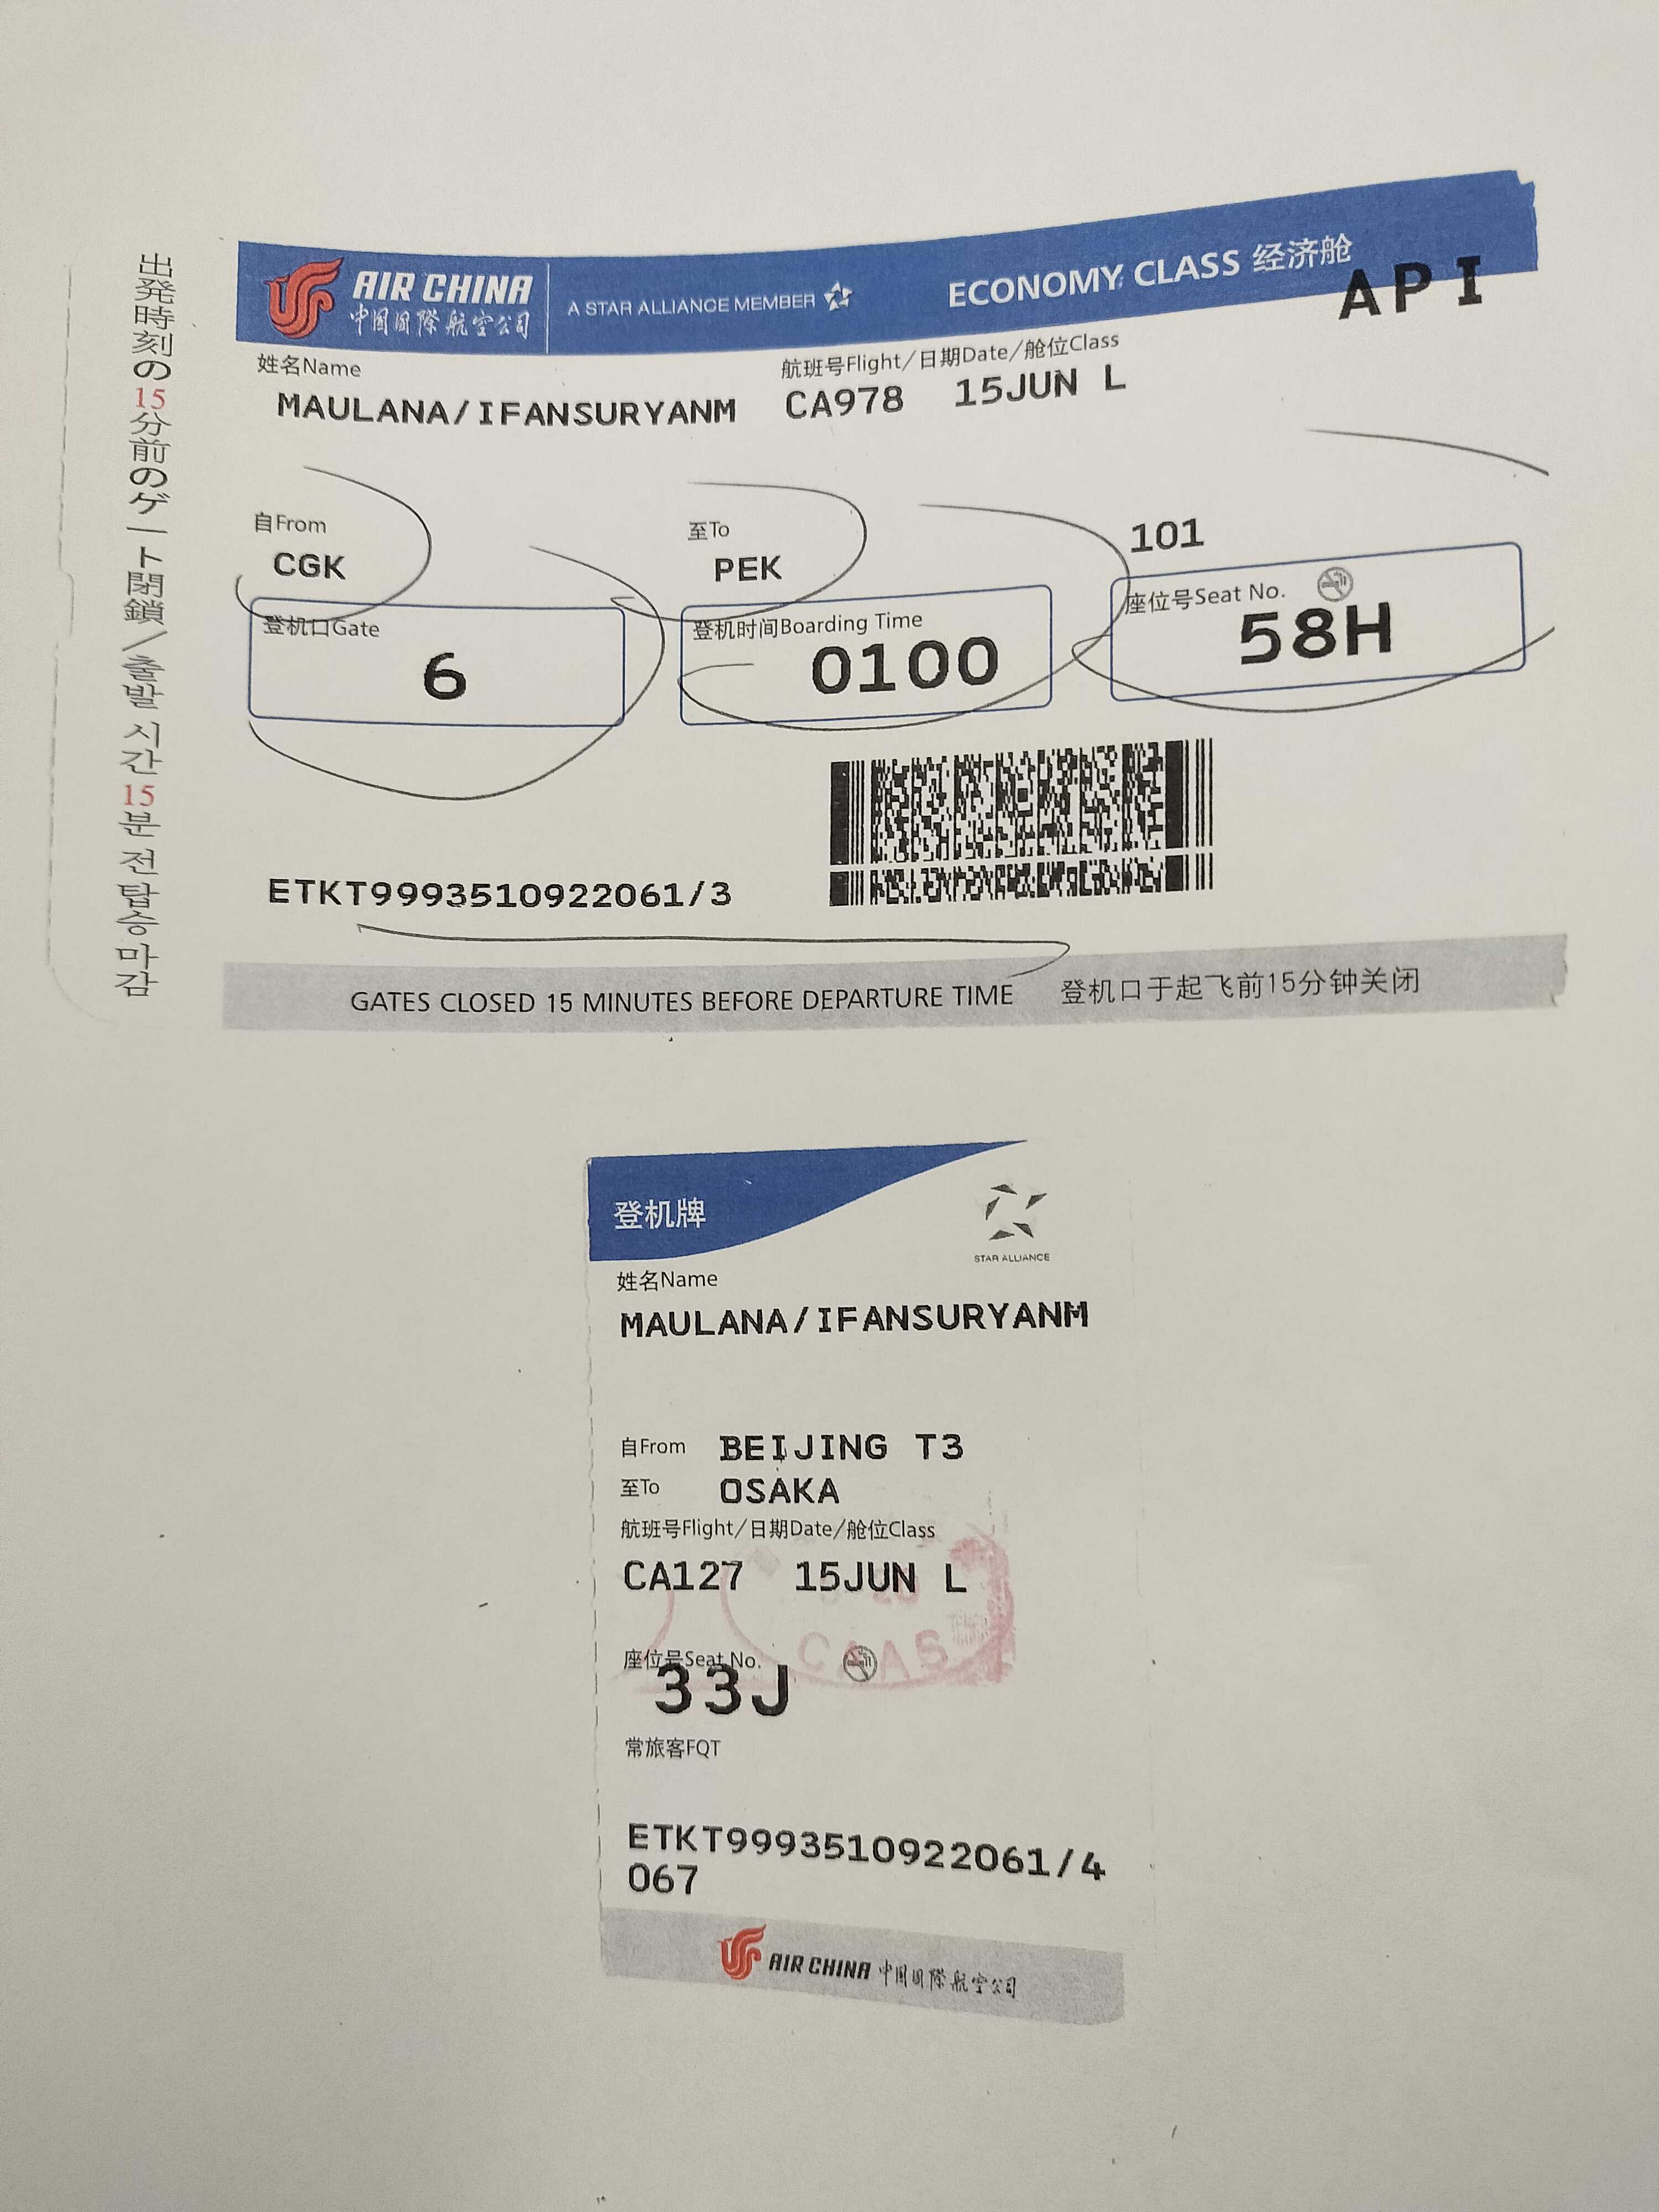 出発時刻の15分前のゲート閉鎖/출발 시간 15분 전 탑승 마감
AIR CHINA
中国国际航空公司
A STAR ALLIANCE MEMBER
ECONOMY CLASS 经济舱
API
姓名Name
MAULANA/IFANSURYANM
航班号Flight/日期Date/舱位Class
CA978 15JUN L
自From
CGK
至To
PEK
101
登机口Gate
6
登机时间Boarding Time
0100
座位号Seat No.
58H
ETKT9993510922061/3
GATES CLOSED 15 MINUTES BEFORE DEPARTURE TIME 登机口于起飞前15分钟关闭
登机牌
STAR ALLIANCE
姓名Name
MAULANA/IFANSURYANM
自From BEIJING T3
至To OSAKA
航班号Flight/日期Date/舱位Class
CA127 15JUN L
CAAS
座位号Seat No.
33J
常旅客FQT
ETKT9993510922061/4
067
AIR CHINA 中国国际航空公司